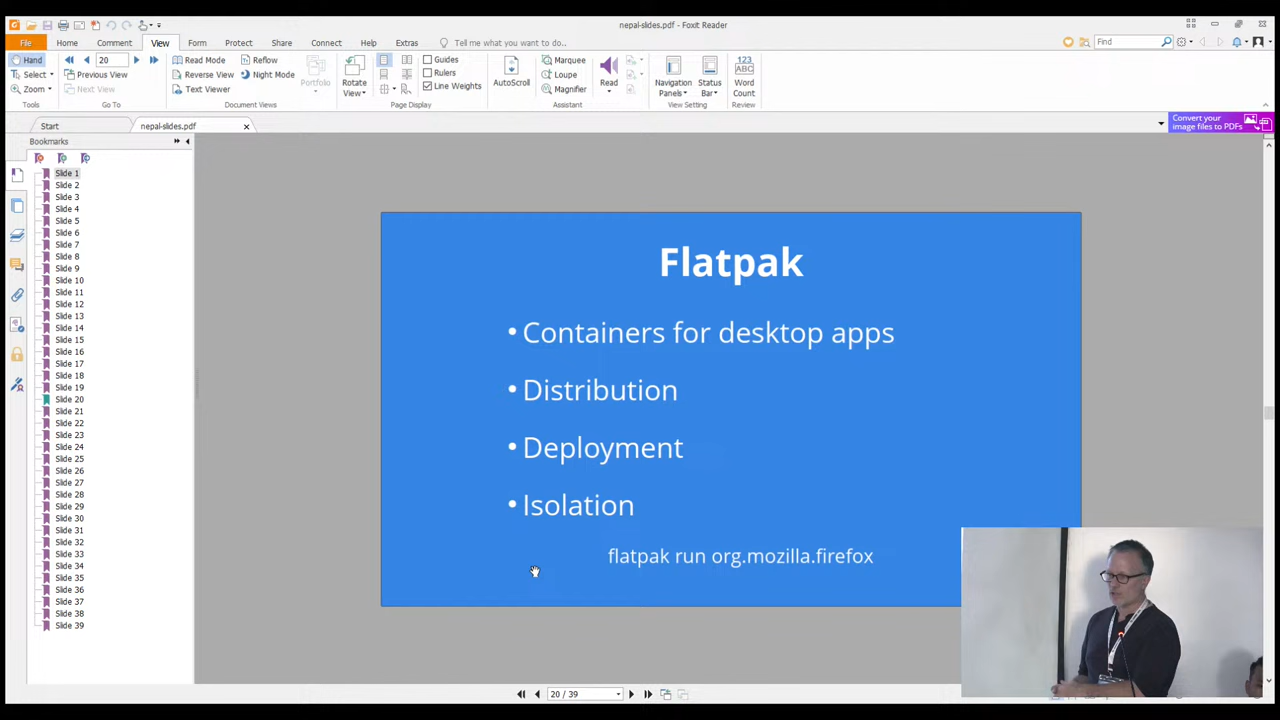 nepal-slides.pdf - Foxit Reader
File Home Comment View Form Protect Share Connect Help Extras Tell me what you want to do... Find
Hand 20 Read Mode Reflow Guides Marquee
Select Previous View Reverse View Night Mode Rulers Loupe
Zoom Next View Text Viewer Line Weights Magnifier
Portfolio Rotate View AutoScroll Read Navigation Panels Status Bar Word Count
Tools Go To Document Views Page Display Assistant View Setting Review
Start nepal-slides.pdf
Convert your
image files to PDFs
Bookmarks
Slide 1
Slide 2
Slide 3
Slide 4
Slide 5
Slide 6
Slide 7
Slide 8
Slide 9
Slide 10
Slide 11
Slide 12
Slide 13
Slide 14
Slide 15
Slide 16
Slide 17
Slide 18
Slide 19
Slide 20
Slide 21
Slide 22
Slide 23
Slide 24
Slide 25
Slide 26
Slide 27
Slide 28
Slide 29
Slide 30
Slide 31
Slide 32
Slide 33
Slide 34
Slide 35
Slide 36
Slide 37
Slide 38
Slide 39
Flatpak
• Containers for desktop apps
• Distribution
• Deployment
• Isolation
flatpak run org.mozilla.firefox
20 / 39